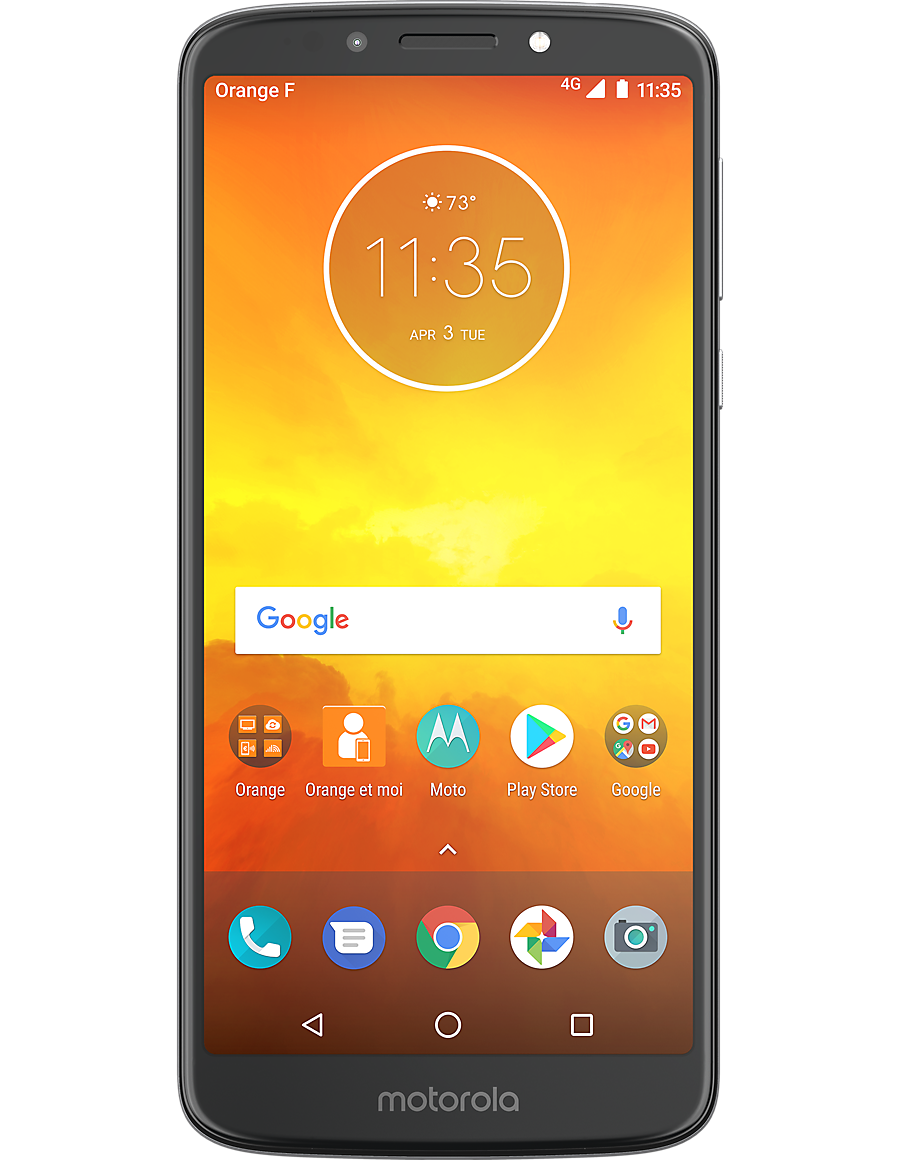 Orange F
4G 11:35
73°
11:35
APR 3 TUE
Google
Orange
Orange et moi
Moto
Play Store
Google
motorola